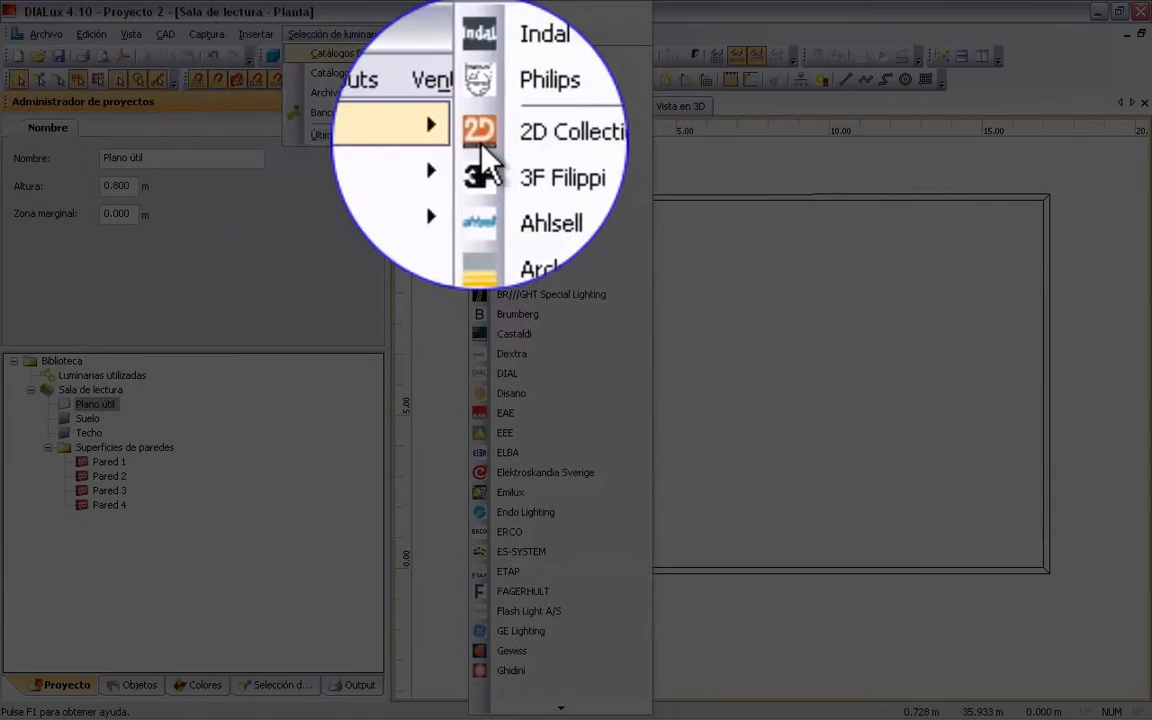 DIALux 4.10 - Proyecto 2 - [Sala de lectura - Planta]
Archivo Edición Vista CAD Captura Insertar Selección de
Catálogos
Catálogo
Archiv
Banc
Últi
uts Ven
Indal
Philips
2D Collecti
3F Filippi
Ahlsell
Arc
BR///GHT Special Lighting
Brumberg
Castaldi
Dextra
DIAL
Disano
EAE
EEE
ELBA
Elektroskandia Sverige
Emilux
Endo Lighting
ERCO
ES-SYSTEM
ETAP
FAGERHULT
Flash Light A/S
GE Lighting
Gewiss
Ghidini
Administrador de proyectos
Nombre
Nombre: Plano útil
Altura: 0.800 m
Zona marginal: 0.000 m
Biblioteca
Luminarias utilizadas
Sala de lectura
Plano útil
Suelo
Techo
Superficies de paredes
Pared 1
Pared 2
Pared 3
Pared 4
Proyecto Objetos Colores Selección d... Output
Vista en 3D
5.00 10.00 15.00 20.
5.00
0.00
Pulse F1 para obtener ayuda.
0.728 m 35.933 m 0.000 m NUM